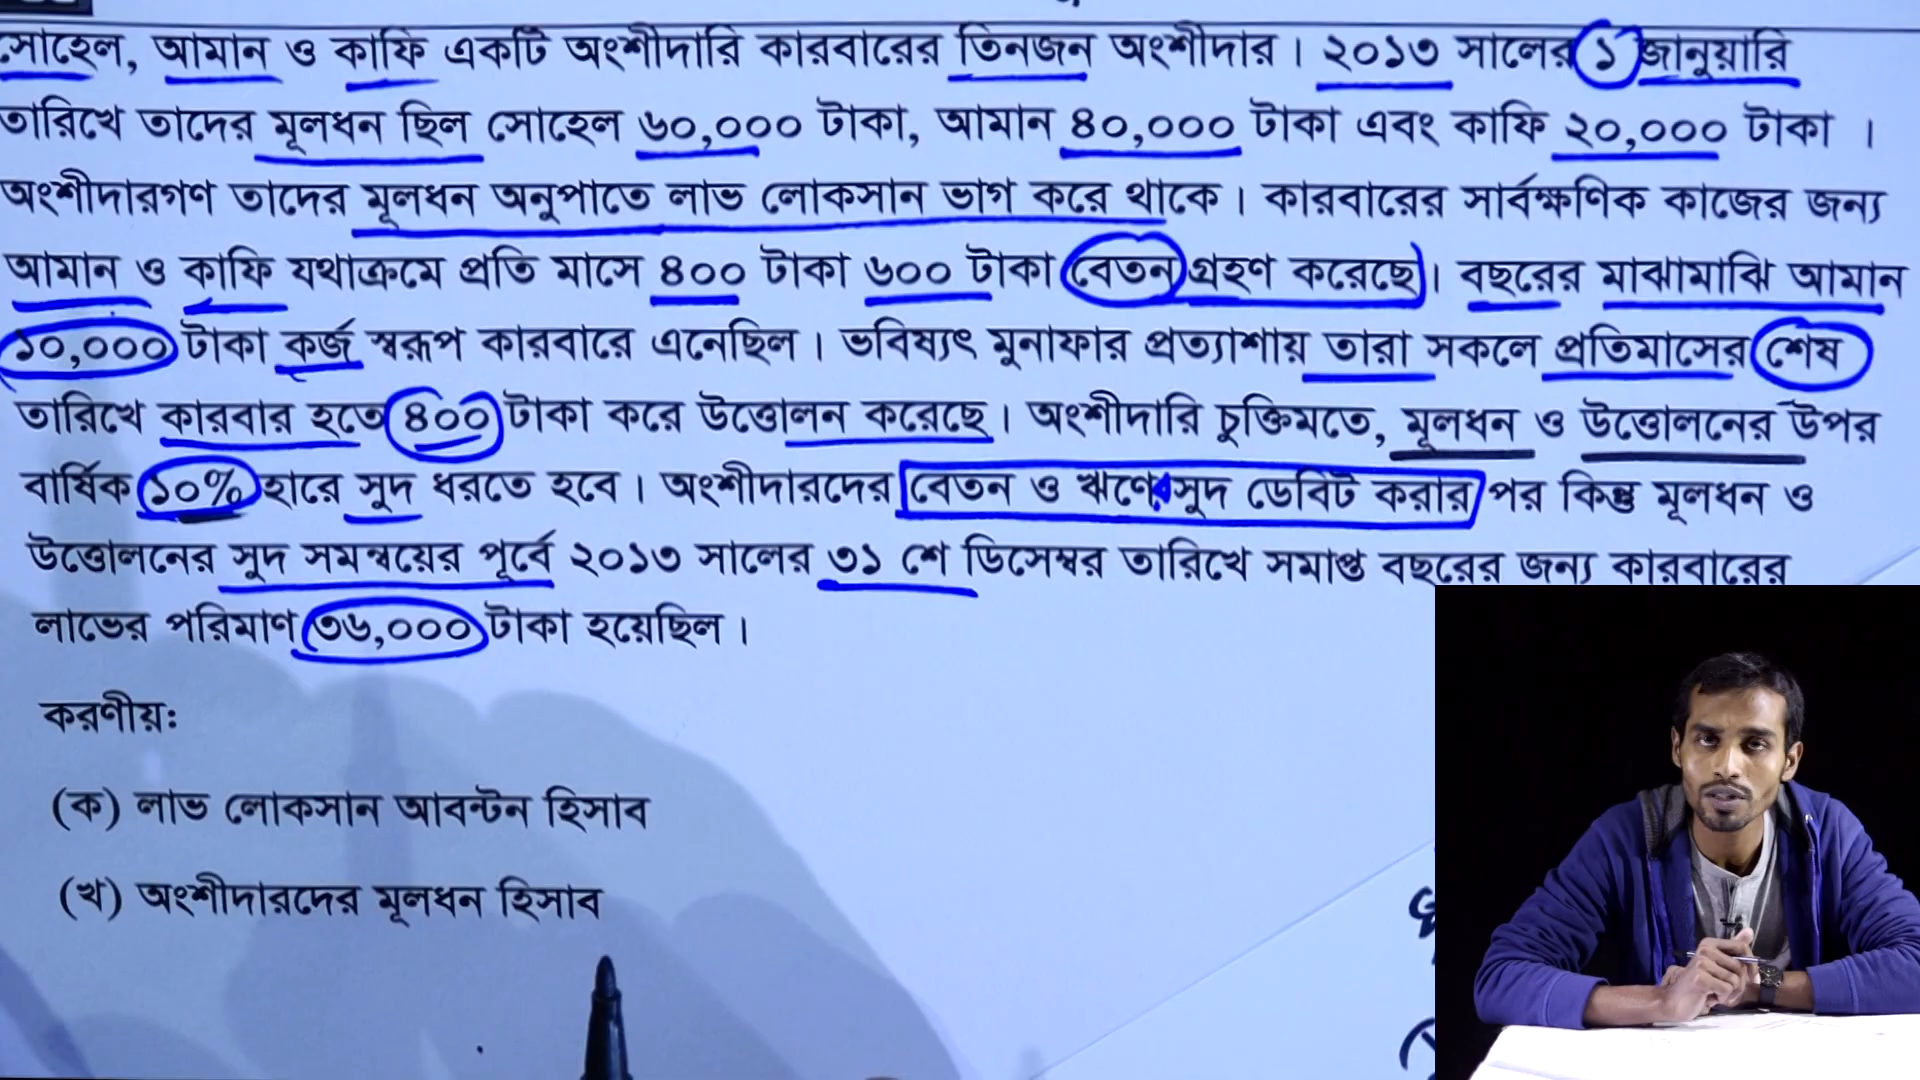 সোহেল, আমান ও কাফি একটি অংশীদারি কারবারের তিনজন অংশীদার। ২০১৩ সালের ১ জানুয়ারি
তারিখে তাদের মূলধন ছিল সোহেল ৬০,০০০ টাকা, আমান ৪০,০০০ টাকা এবং কাফি ২০,০০০ টাকা ।
অংশীদারগণ তাদের মূলধন অনুপাতে লাভ লোকসান ভাগ করে থাকে। কারবারের সার্বক্ষণিক কাজের জন্য
আমান ও কাফি যথাক্রমে প্রতি মাসে ৪০০ টাকা ৬০০ টাকা বেতন গ্রহণ করেছে। বছরের মাঝামাঝি আমান
১০,০০০ টাকা কর্জ স্বরূপ কারবারে এনেছিল। ভবিষ্যৎ মুনাফার প্রত্যাশায় তারা সকলে প্রতিমাসের শেষ
তারিখে কারবার হতে ৪০০ টাকা করে উত্তোলন করেছে। অংশীদারি চুক্তিমতে, মূলধন ও উত্তোলনের উপর
বার্ষিক ১০% হারে সুদ ধরতে হবে। অংশীদারদের বেতন ও ঋণের সুদ ডেবিট করার পর কিন্তু মূলধন ও
উত্তোলনের সুদ সমন্বয়ের পূর্বে ২০১৩ সালের ৩১ শে ডিসেম্বর তারিখে সমাপ্ত বছরের জন্য কারবারের
লাভের পরিমাণ ৩৬,০০০ টাকা হয়েছিল।
করণীয়ঃ
(ক) লাভ লোকসান আবন্টন হিসাব
(খ) অংশীদারদের মূলধন হিসাব